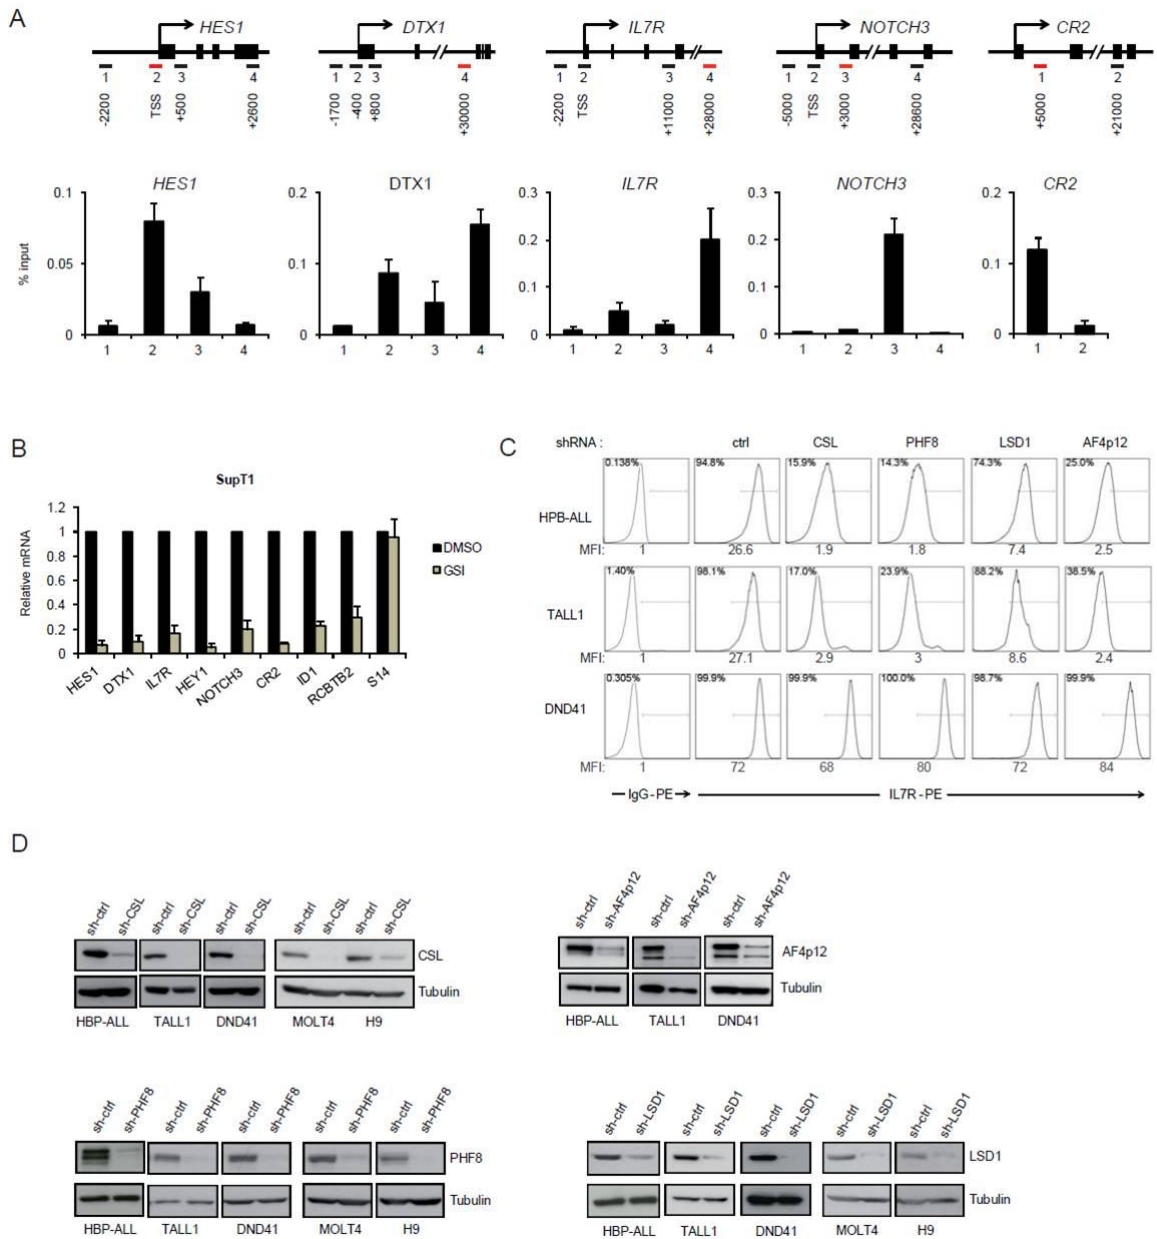 A
HES1
DTX1
IL7R
NOTCH3
CR2
1 2 3 4
1 2 3 4
1 2 3 4
1 2 3 4
1 2
-2200 TSS +500 +2600
-1700 -400 +800 +30000
-2200 TSS +11000 +28000
-5000 TSS +3000 +28600
+5000 +21000
HES1
DTX1
IL7R
NOTCH3
CR2
% input
0.1
0.05
0
1 2 3 4
0.2
0.1
0
1 2 3 4
0.3
0.2
0.1
0
1 2 3 4
0.3
0.2
0.1
0
1 2 3 4
0.2
0.1
0
1 2
B
SupT1
Relative mRNA
1.2
1
0.8
0.6
0.4
0.2
0
HES1 DTX1 IL7R HEY1 NOTCH3 CR2 ID1 RCBTB2 S14
DMSO
GSI
C
shRNA : ctrl CSL PHF8 LSD1 AF4p12
HPB-ALL
0.138% 94.8% 15.9% 14.3% 74.3% 25.0%
MFI: 1 26.6 1.9 1.8 7.4 2.5
TALL1
1.40% 98.1% 17.0% 23.9% 88.2% 38.5%
MFI: 1 27.1 2.9 3 8.6 2.4
DND41
0.305% 99.9% 99.9% 100.0% 98.7% 99.9%
MFI: 1 72 68 80 72 84
IgG-PE IL7R-PE
D
sh-ctrl sh-CSL sh-ctrl sh-CSL sh-ctrl sh-CSL sh-ctrl sh-CSL sh-ctrl sh-CSL
CSL
Tubulin
HBP-ALL TALL1 DND41 MOLT4 H9
sh-ctrl sh-AF4p12 sh-ctrl sh-AF4p12 sh-ctrl sh-AF4p12
AF4p12
Tubulin
HBP-ALL TALL1 DND41
sh-ctrl sh-PHF8 sh-ctrl sh-PHF8 sh-ctrl sh-PHF8 sh-ctrl sh-PHF8 sh-ctrl sh-PHF8
PHF8
Tubulin
HBP-ALL TALL1 DND41 MOLT4 H9
sh-ctrl sh-LSD1 sh-ctrl sh-LSD1 sh-ctrl sh-LSD1 sh-ctrl sh-LSD1 sh-ctrl sh-LSD1
LSD1
Tubulin
HBP-ALL TALL1 DND41 MOLT4 H9